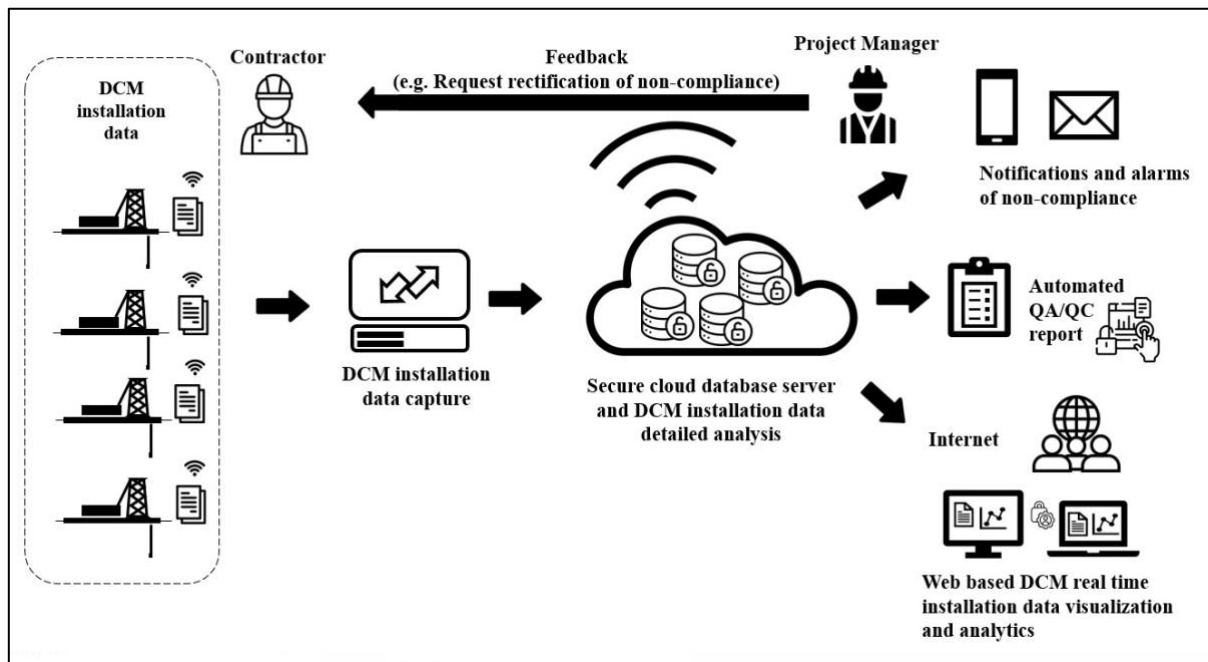 DCM
installation
data
Contractor
Feedback
(e.g. Request rectification of non-compliance)
Project Manager
Notifications and alarms
of non-compliance
DCM installation
data capture
Secure cloud database server
and DCM installation data
detailed analysis
Automated
QA/QC
report
Internet
Web based DCM real time
installation data visualization
and analytics